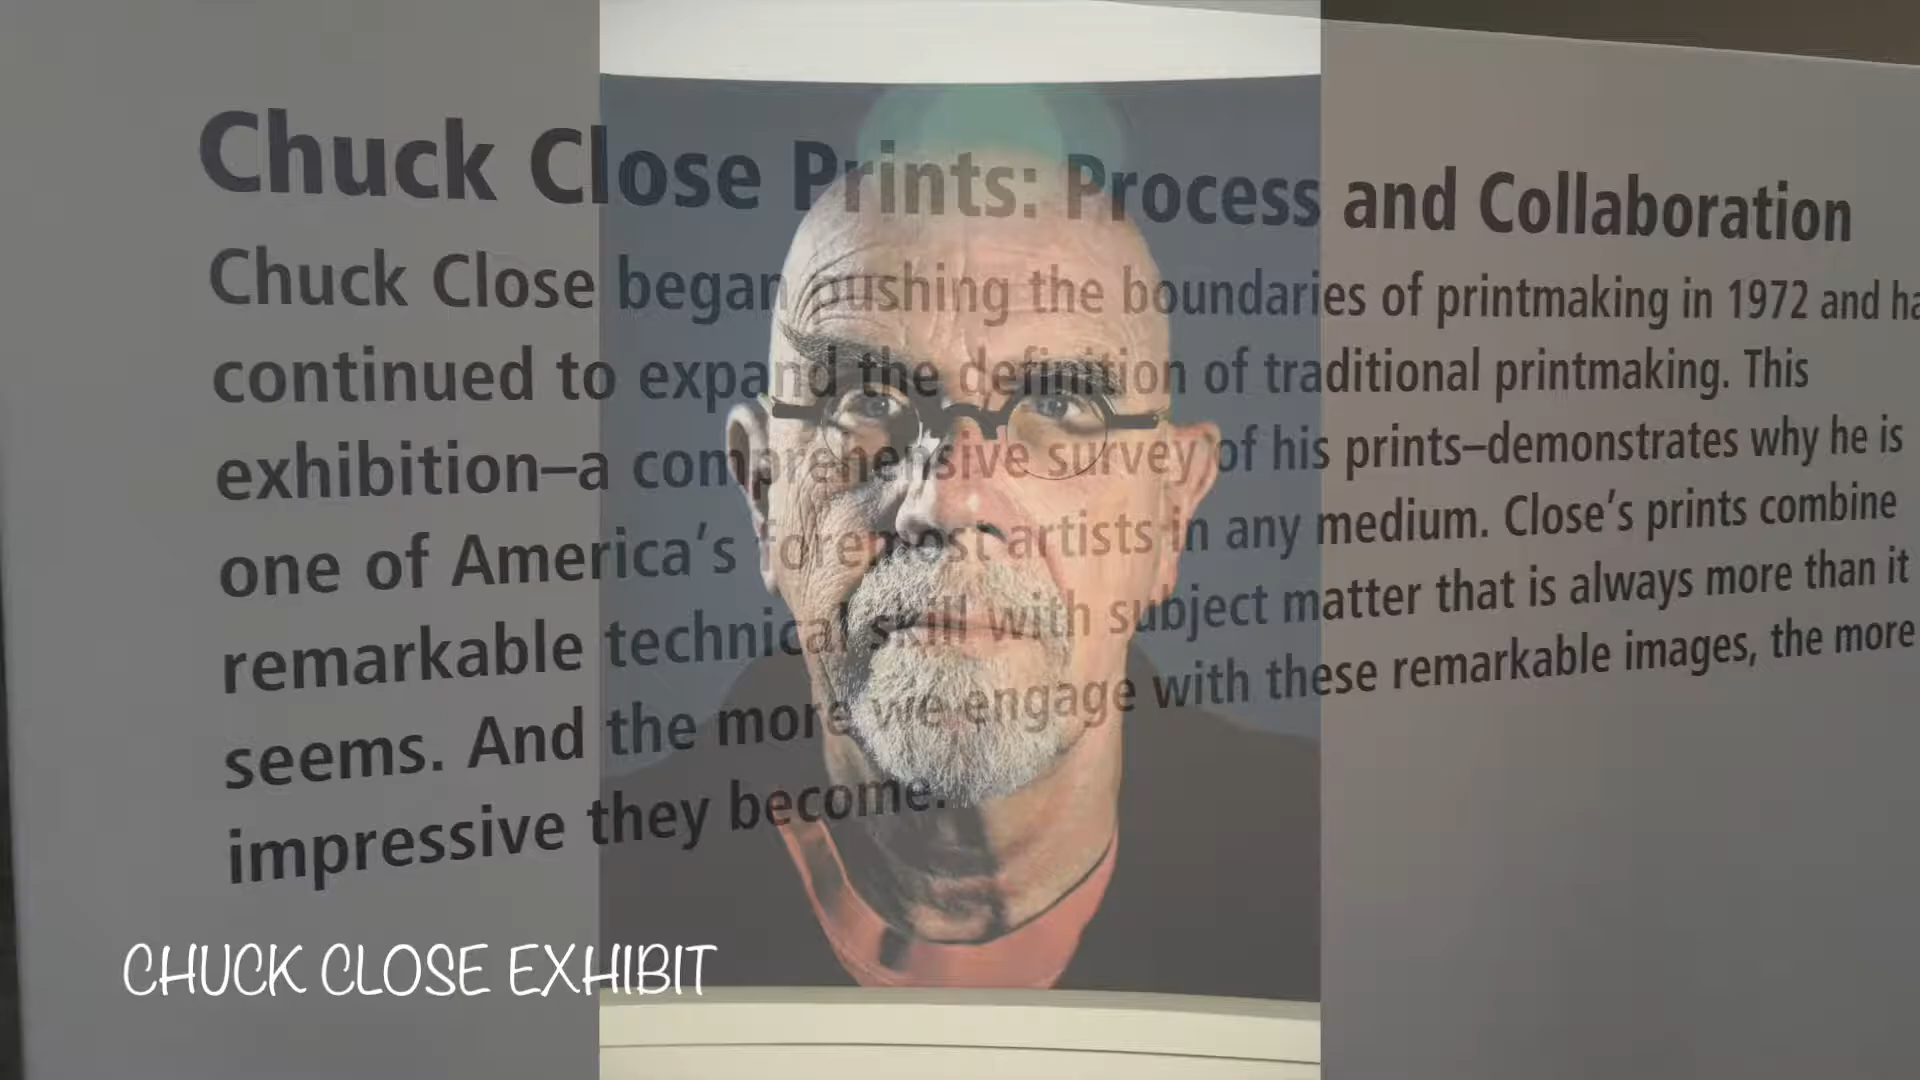 Chuck Close Prints: Process and Collaboration
Chuck Close began pushing the boundaries of printmaking in 1972 and ha
continued to expand the definition of traditional printmaking. This
exhibition–a comprehensive survey of his prints–demonstrates why he is
one of America's foremost artists in any medium. Close's prints combine
remarkable technical skill with subject matter that is always more than it
seems. And the more we engage with these remarkable images, the more
impressive they become.
CHUCK CLOSE EXHIBIT